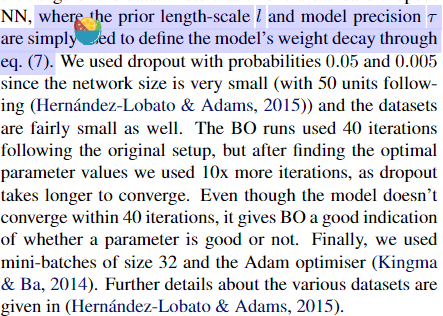 NN, where the prior length-scale l and model precision τ
are simply to define the model's weight decay through
eq. (7). We used dropout with probabilities 0.05 and 0.005
since the network size is very small (with 50 units follow-
ing (Hernández-Lobato & Adams, 2015)) and the datasets
are fairly small as well. The BO runs used 40 iterations
following the original setup, but after finding the optimal
parameter values we used 10x more iterations, as dropout
takes longer to converge. Even though the model doesn't
converge within 40 iterations, it gives BO a good indication
of whether a parameter is good or not. Finally, we used
mini-batches of size 32 and the Adam optimiser (Kingma
& Ba, 2014). Further details about the various datasets are
given in (Hernández-Lobato & Adams, 2015).